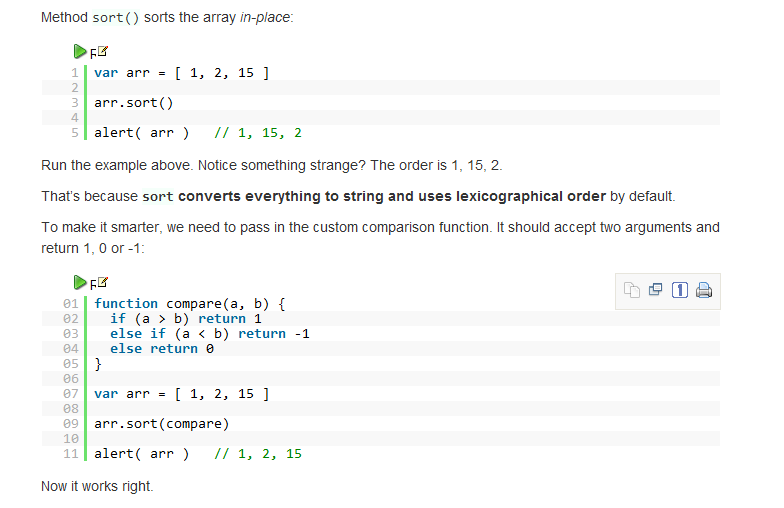 Method sort() sorts the array in-place:
1 var arr = [ 1, 2, 15 ]
2
3 arr.sort()
4
5 alert( arr )   // 1, 15, 2
Run the example above. Notice something strange? The order is 1, 15, 2.
That's because sort converts everything to string and uses lexicographical order by default.
To make it smarter, we need to pass in the custom comparison function. It should accept two arguments and
return 1, 0 or -1:
01 function compare(a, b) {
02   if (a > b) return 1
03   else if (a < b) return -1
04   else return 0
05 }
06
07 var arr = [ 1, 2, 15 ]
08
09 arr.sort(compare)
10
11 alert( arr )   // 1, 2, 15
Now it works right.